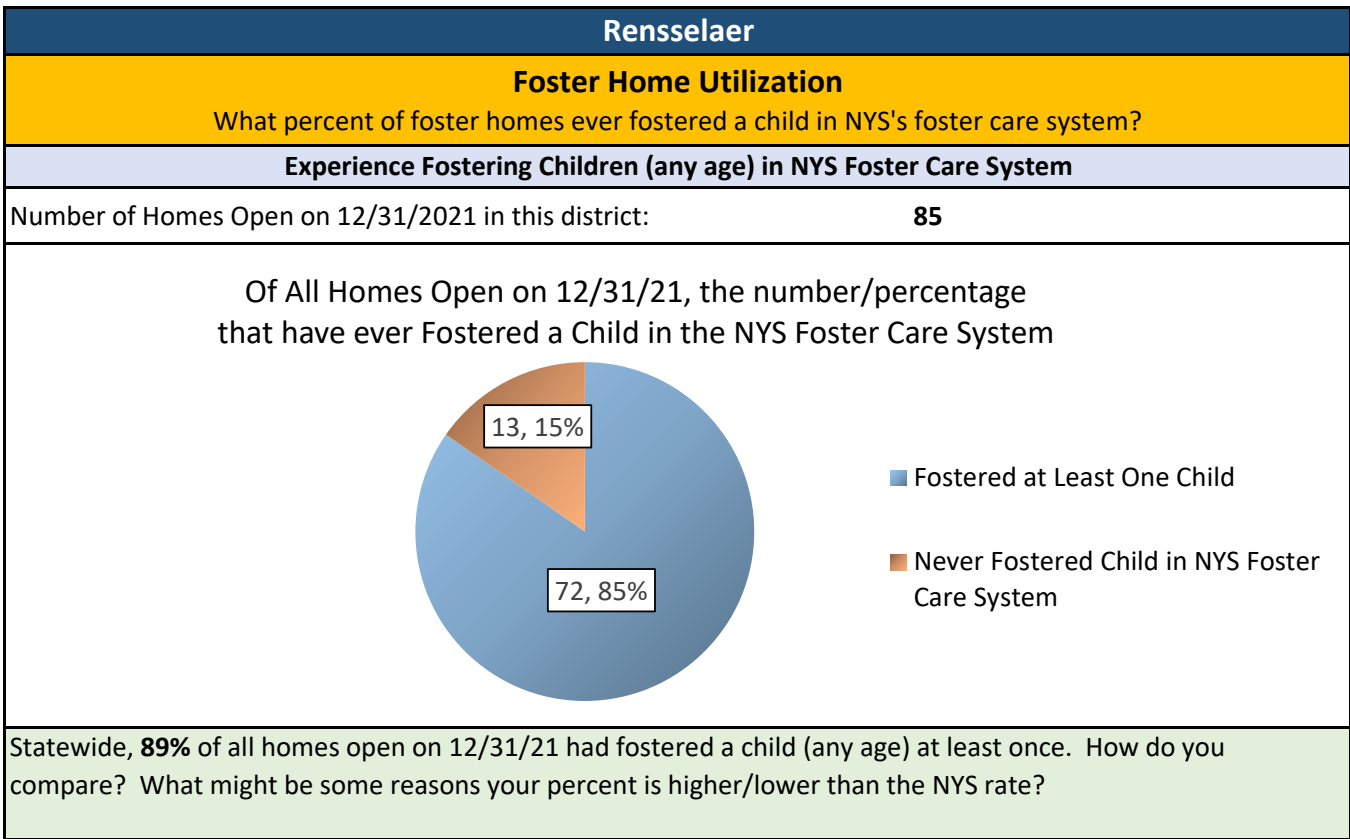 Rensselaer
Foster Home Utilization
What percent of foster homes ever fostered a child in NYS's foster care system?
Experience Fostering Children (any age) in NYS Foster Care System
Number of Homes Open on 12/31/2021 in this district: 85
Of All Homes Open on 12/31/21, the number/percentage
that have ever Fostered a Child in the NYS Foster Care System
13, 15%
72, 85%
Fostered at Least One Child
Never Fostered Child in NYS Foster
Care System
Statewide, 89% of all homes open on 12/31/21 had fostered a child (any age) at least once.  How do you
compare?  What might be some reasons your percent is higher/lower than the NYS rate?